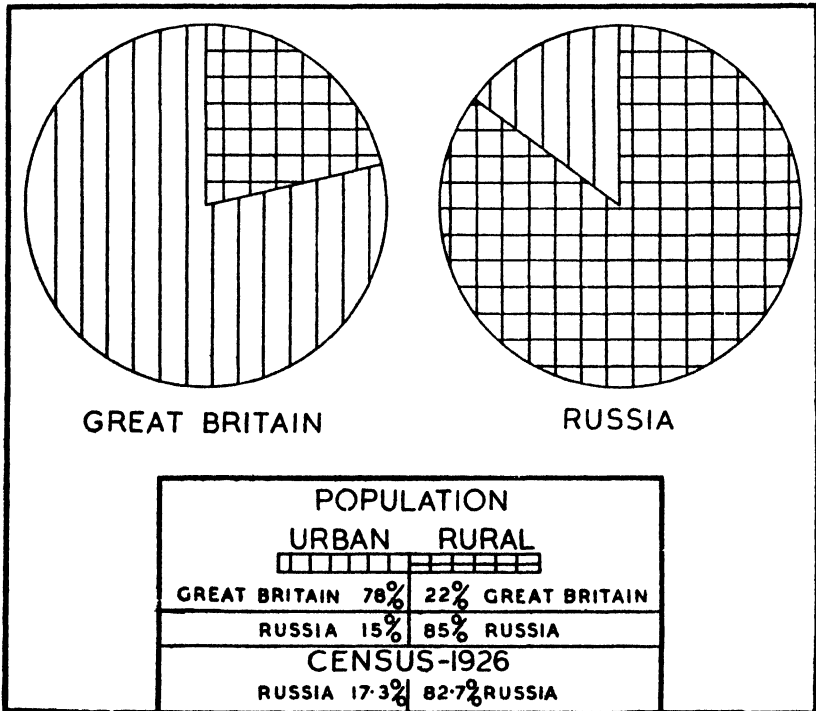 GREAT BRITAIN RUSSIA
POPULATION
URBAN RURAL
GREAT BRITAIN 78% 22% GREAT BRITAIN
RUSSIA 15% 85% RUSSIA
CENSUS-1926
RUSSIA 17·3% 82·7% RUSSIA